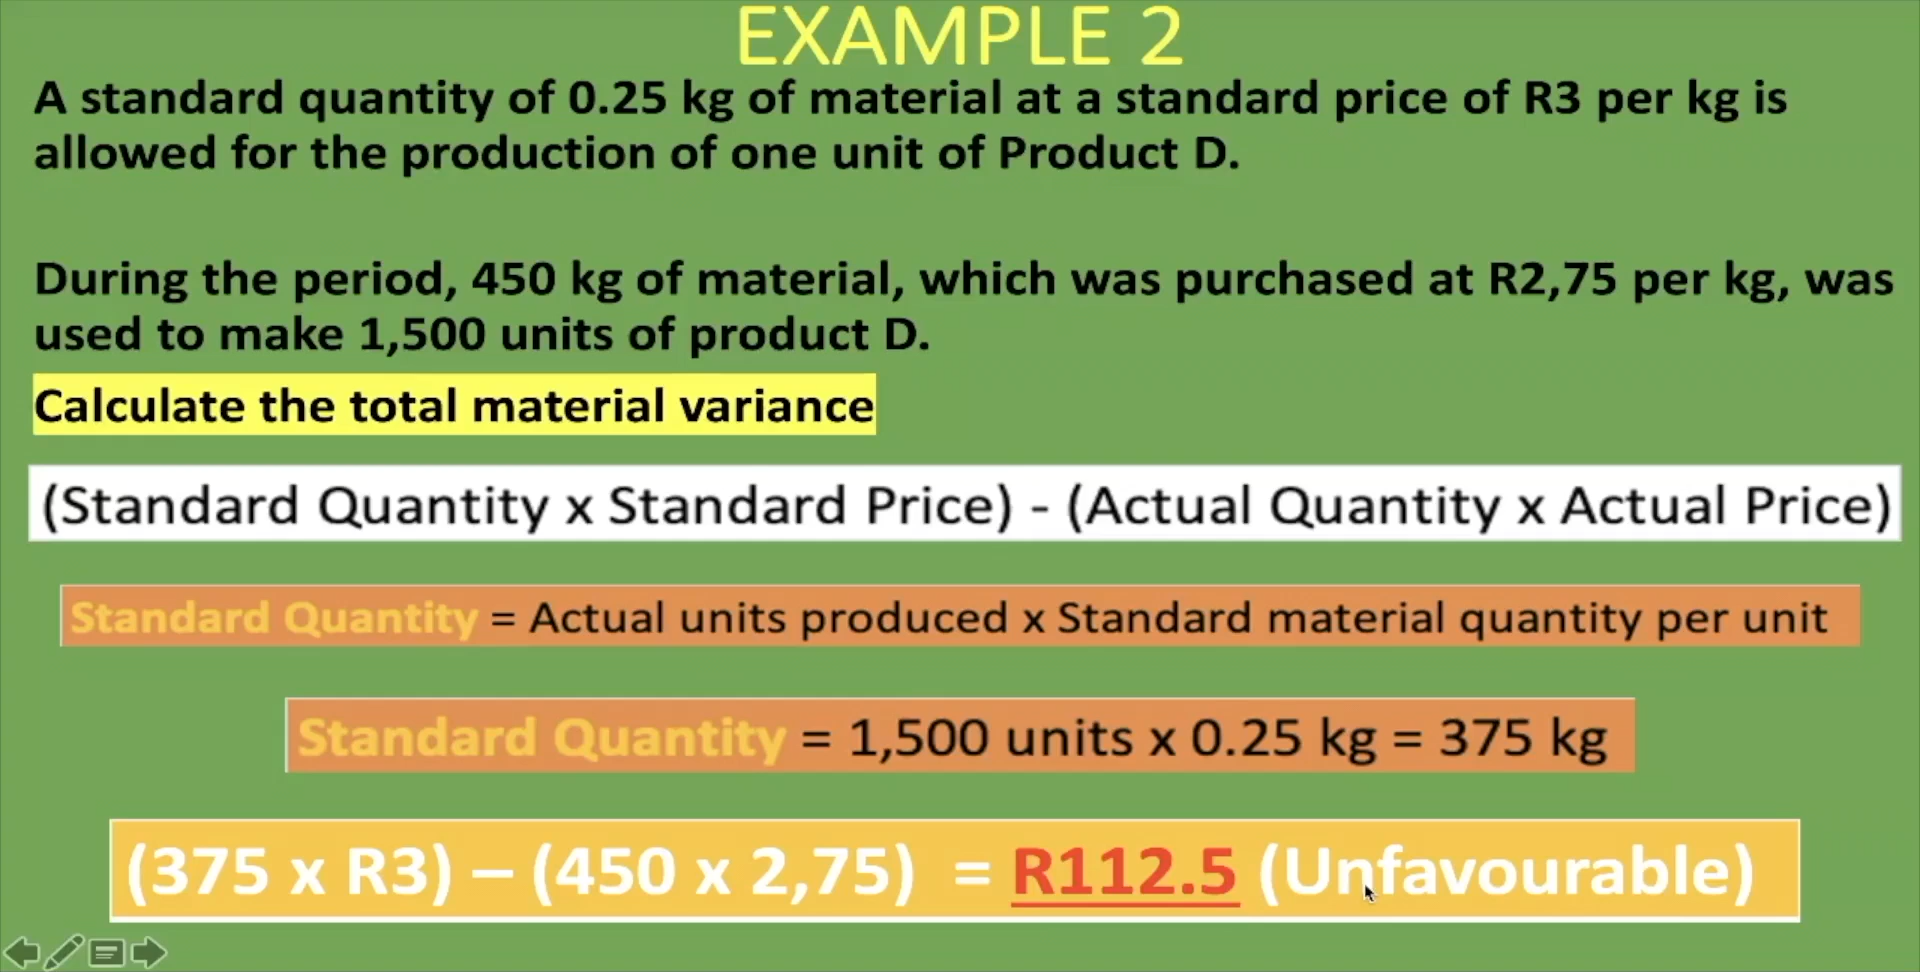 EXAMPLE 2
A standard quantity of 0.25 kg of material at a standard price of R3 per kg is
allowed for the production of one unit of Product D.
During the period, 450 kg of material, which was purchased at R2,75 per kg, was
used to make 1,500 units of product D.
Calculate the total material variance
(Standard Quantity x Standard Price) - (Actual Quantity x Actual Price)
Standard Quantity = Actual units produced x Standard material quantity per unit
Standard Quantity = 1,500 units x 0.25 kg = 375 kg
(375 x R3) – (450 x 2,75) = R112.5 (Unfavourable)